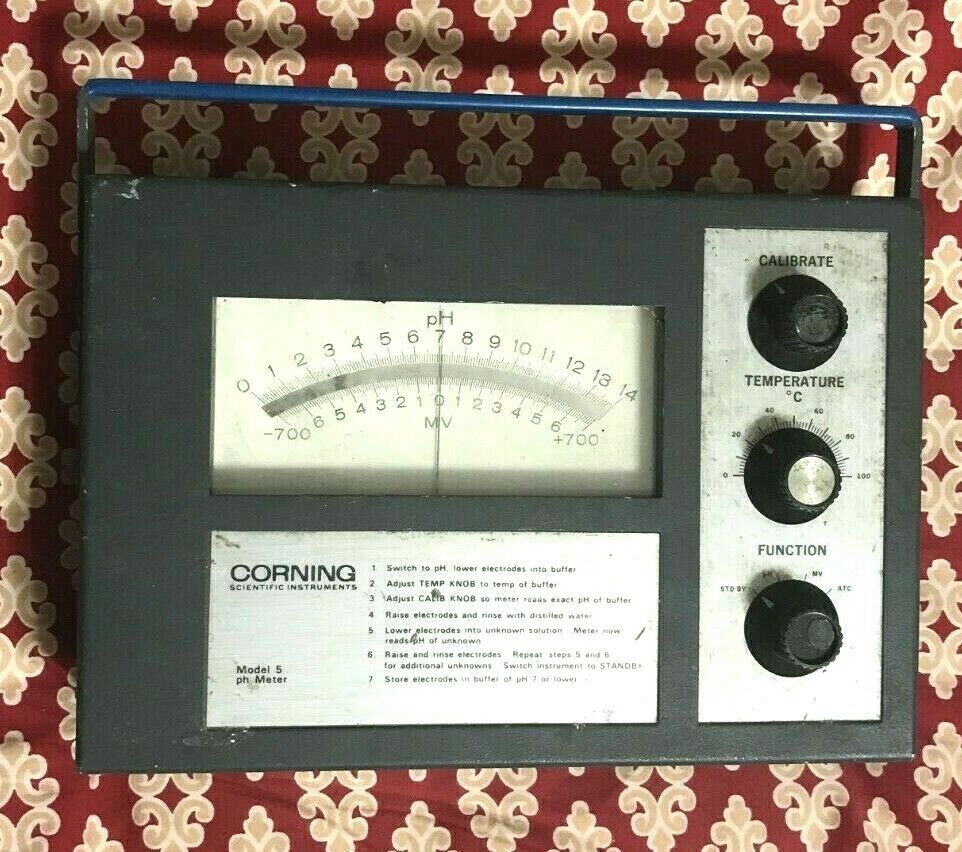 pH
0 1 2 3 4 5 6 7 8 9 10 11 12 13 14
-700 6 5 4 3 2 1 0 1 2 3 4 5 6 +700
MV
CALIBRATE
TEMPERATURE
°C
0 20 40 60 80 100
FUNCTION
STD BY pH MV ATC
CORNING
SCIENTIFIC INSTRUMENTS
Model 5
ph Meter
1 Switch to pH, lower electrodes into buffer
2 Adjust TEMP KNOB to temp of buffer
3 Adjust CALIB KNOB so meter reads exact pH of buffer
4 Raise electrodes and rinse with distilled water
5 Lower electrodes into unknown solution Meter now
reads pH of unknown
6 Raise and rinse electrodes Repeat steps 5 and 6
for additional unknowns Switch instrument to STANDBY
7 Store electrodes in buffer of pH 7 or lower